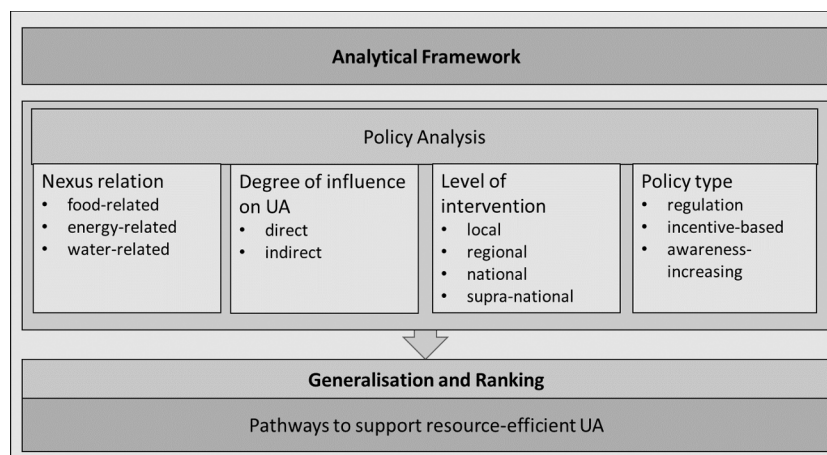 Analytical Framework
Policy Analysis
Nexus relation
• food-related
• energy-related
• water-related
Degree of influence
on UA
• direct
• indirect
Level of
intervention
• local
• regional
• national
• supra-national
Policy type
• regulation
• incentive-based
• awareness-
increasing
Generalisation and Ranking
Pathways to support resource-efficient UA